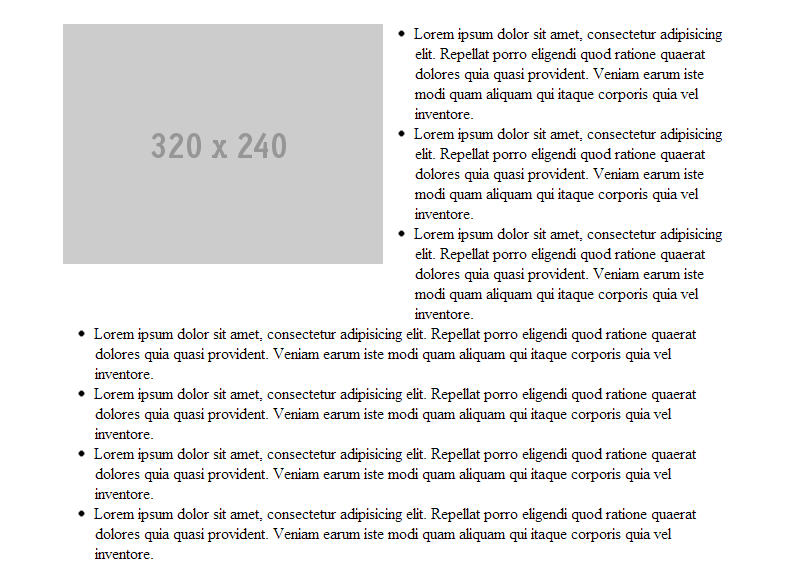 320 x 240
• Lorem ipsum dolor sit amet, consectetur adipisicing
elit. Repellat porro eligendi quod ratione quaerat
dolores quia quasi provident. Veniam earum iste
modi quam aliquam qui itaque corporis quia vel
inventore.
• Lorem ipsum dolor sit amet, consectetur adipisicing
elit. Repellat porro eligendi quod ratione quaerat
dolores quia quasi provident. Veniam earum iste
modi quam aliquam qui itaque corporis quia vel
inventore.
• Lorem ipsum dolor sit amet, consectetur adipisicing
elit. Repellat porro eligendi quod ratione quaerat
dolores quia quasi provident. Veniam earum iste
modi quam aliquam qui itaque corporis quia vel
inventore.
• Lorem ipsum dolor sit amet, consectetur adipisicing elit. Repellat porro eligendi quod ratione quaerat
dolores quia quasi provident. Veniam earum iste modi quam aliquam qui itaque corporis quia vel
inventore.
• Lorem ipsum dolor sit amet, consectetur adipisicing elit. Repellat porro eligendi quod ratione quaerat
dolores quia quasi provident. Veniam earum iste modi quam aliquam qui itaque corporis quia vel
inventore.
• Lorem ipsum dolor sit amet, consectetur adipisicing elit. Repellat porro eligendi quod ratione quaerat
dolores quia quasi provident. Veniam earum iste modi quam aliquam qui itaque corporis quia vel
inventore.
• Lorem ipsum dolor sit amet, consectetur adipisicing elit. Repellat porro eligendi quod ratione quaerat
dolores quia quasi provident. Veniam earum iste modi quam aliquam qui itaque corporis quia vel
inventore.